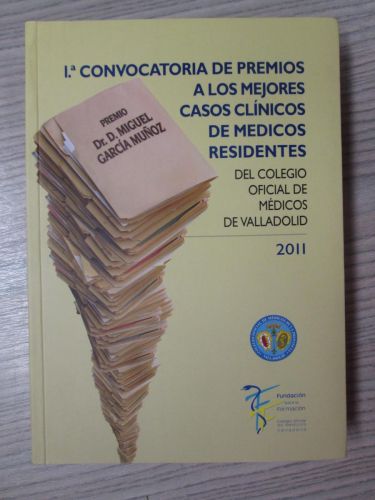 I.ª CONVOCATORIA DE PREMIOS
A LOS MEJORES
CASOS CLÍNICOS
DE MEDICOS
RESIDENTES
DEL COLEGIO
OFICIAL DE
MÉDICOS
DE VALLADOLID
2011
PREMIO
Dr. D. MIGUEL
GARCÍA MUÑOZ
Fundación
Formación